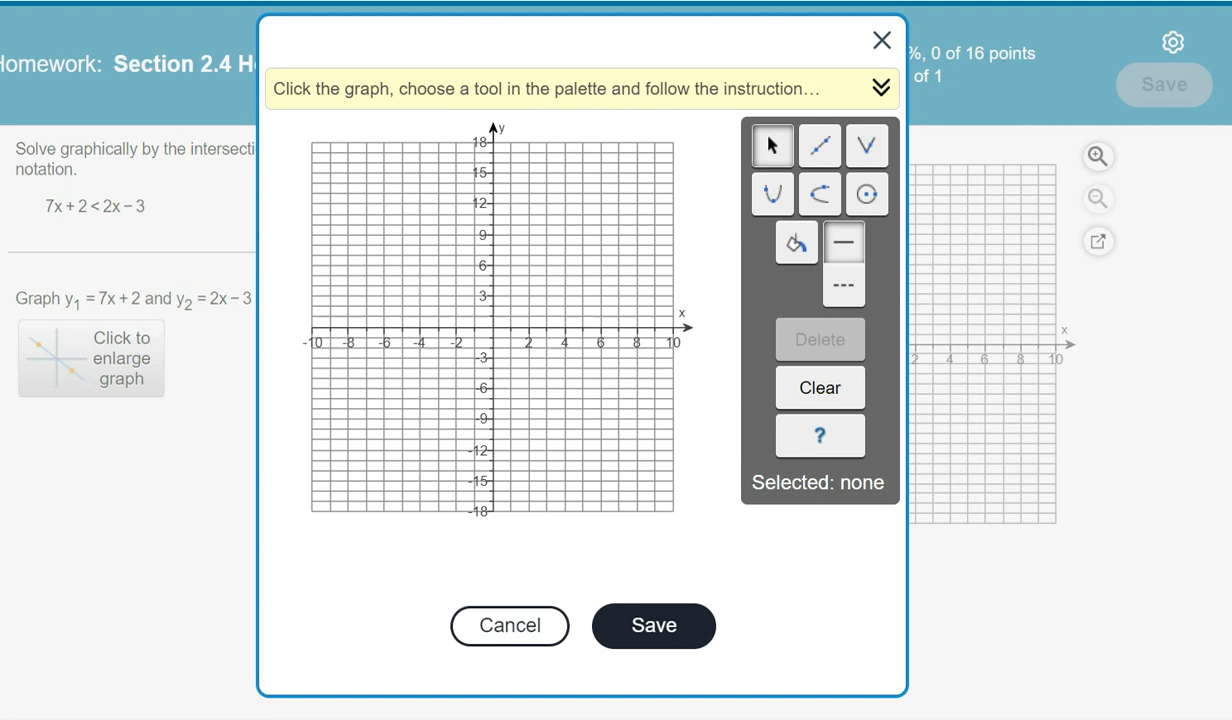 Homework: Section 2.4 H
%, 0 of 16 points
of 1
Save
Click the graph, choose a tool in the palette and follow the instruction…
Solve graphically by the intersecti
notation.
7x + 2 < 2x − 3
Graph y1 = 7x + 2 and y2 = 2x − 3
Click to
enlarge
graph
y
18
15
12
9
6
3
x
-10 -8 -6 -4 -2 2 4 6 8 10
-3
-6
-9
-12
-15
-18
Delete
Clear
?
Selected: none
x
2 4 6 8 10
Cancel
Save